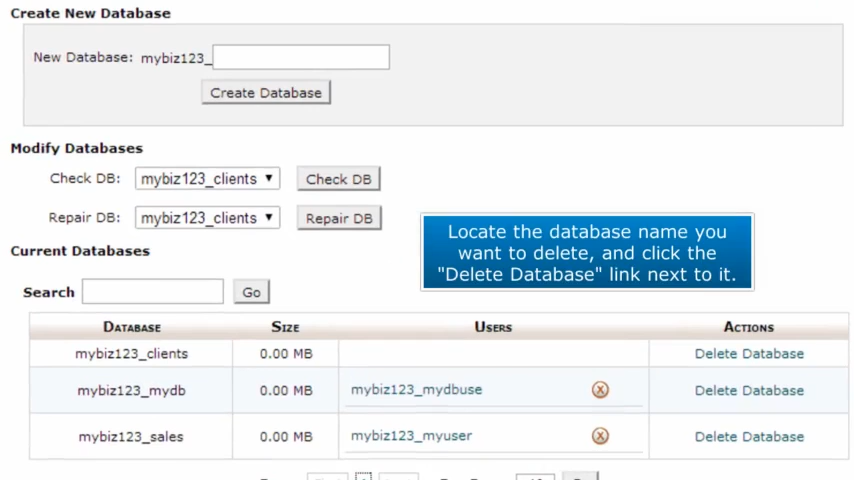 Create New Database
New Database: mybiz123_
Create Database
Modify Databases
Check DB: mybiz123_clients ▼ Check DB
Repair DB: mybiz123_clients ▼ Repair DB
Locate the database name you
want to delete, and click the
"Delete Database" link next to it.
Current Databases
Search Go
DATABASE SIZE USERS ACTIONS
mybiz123_clients 0.00 MB Delete Database
mybiz123_mydb 0.00 MB mybiz123_mydbuse Delete Database
mybiz123_sales 0.00 MB mybiz123_myuser Delete Database